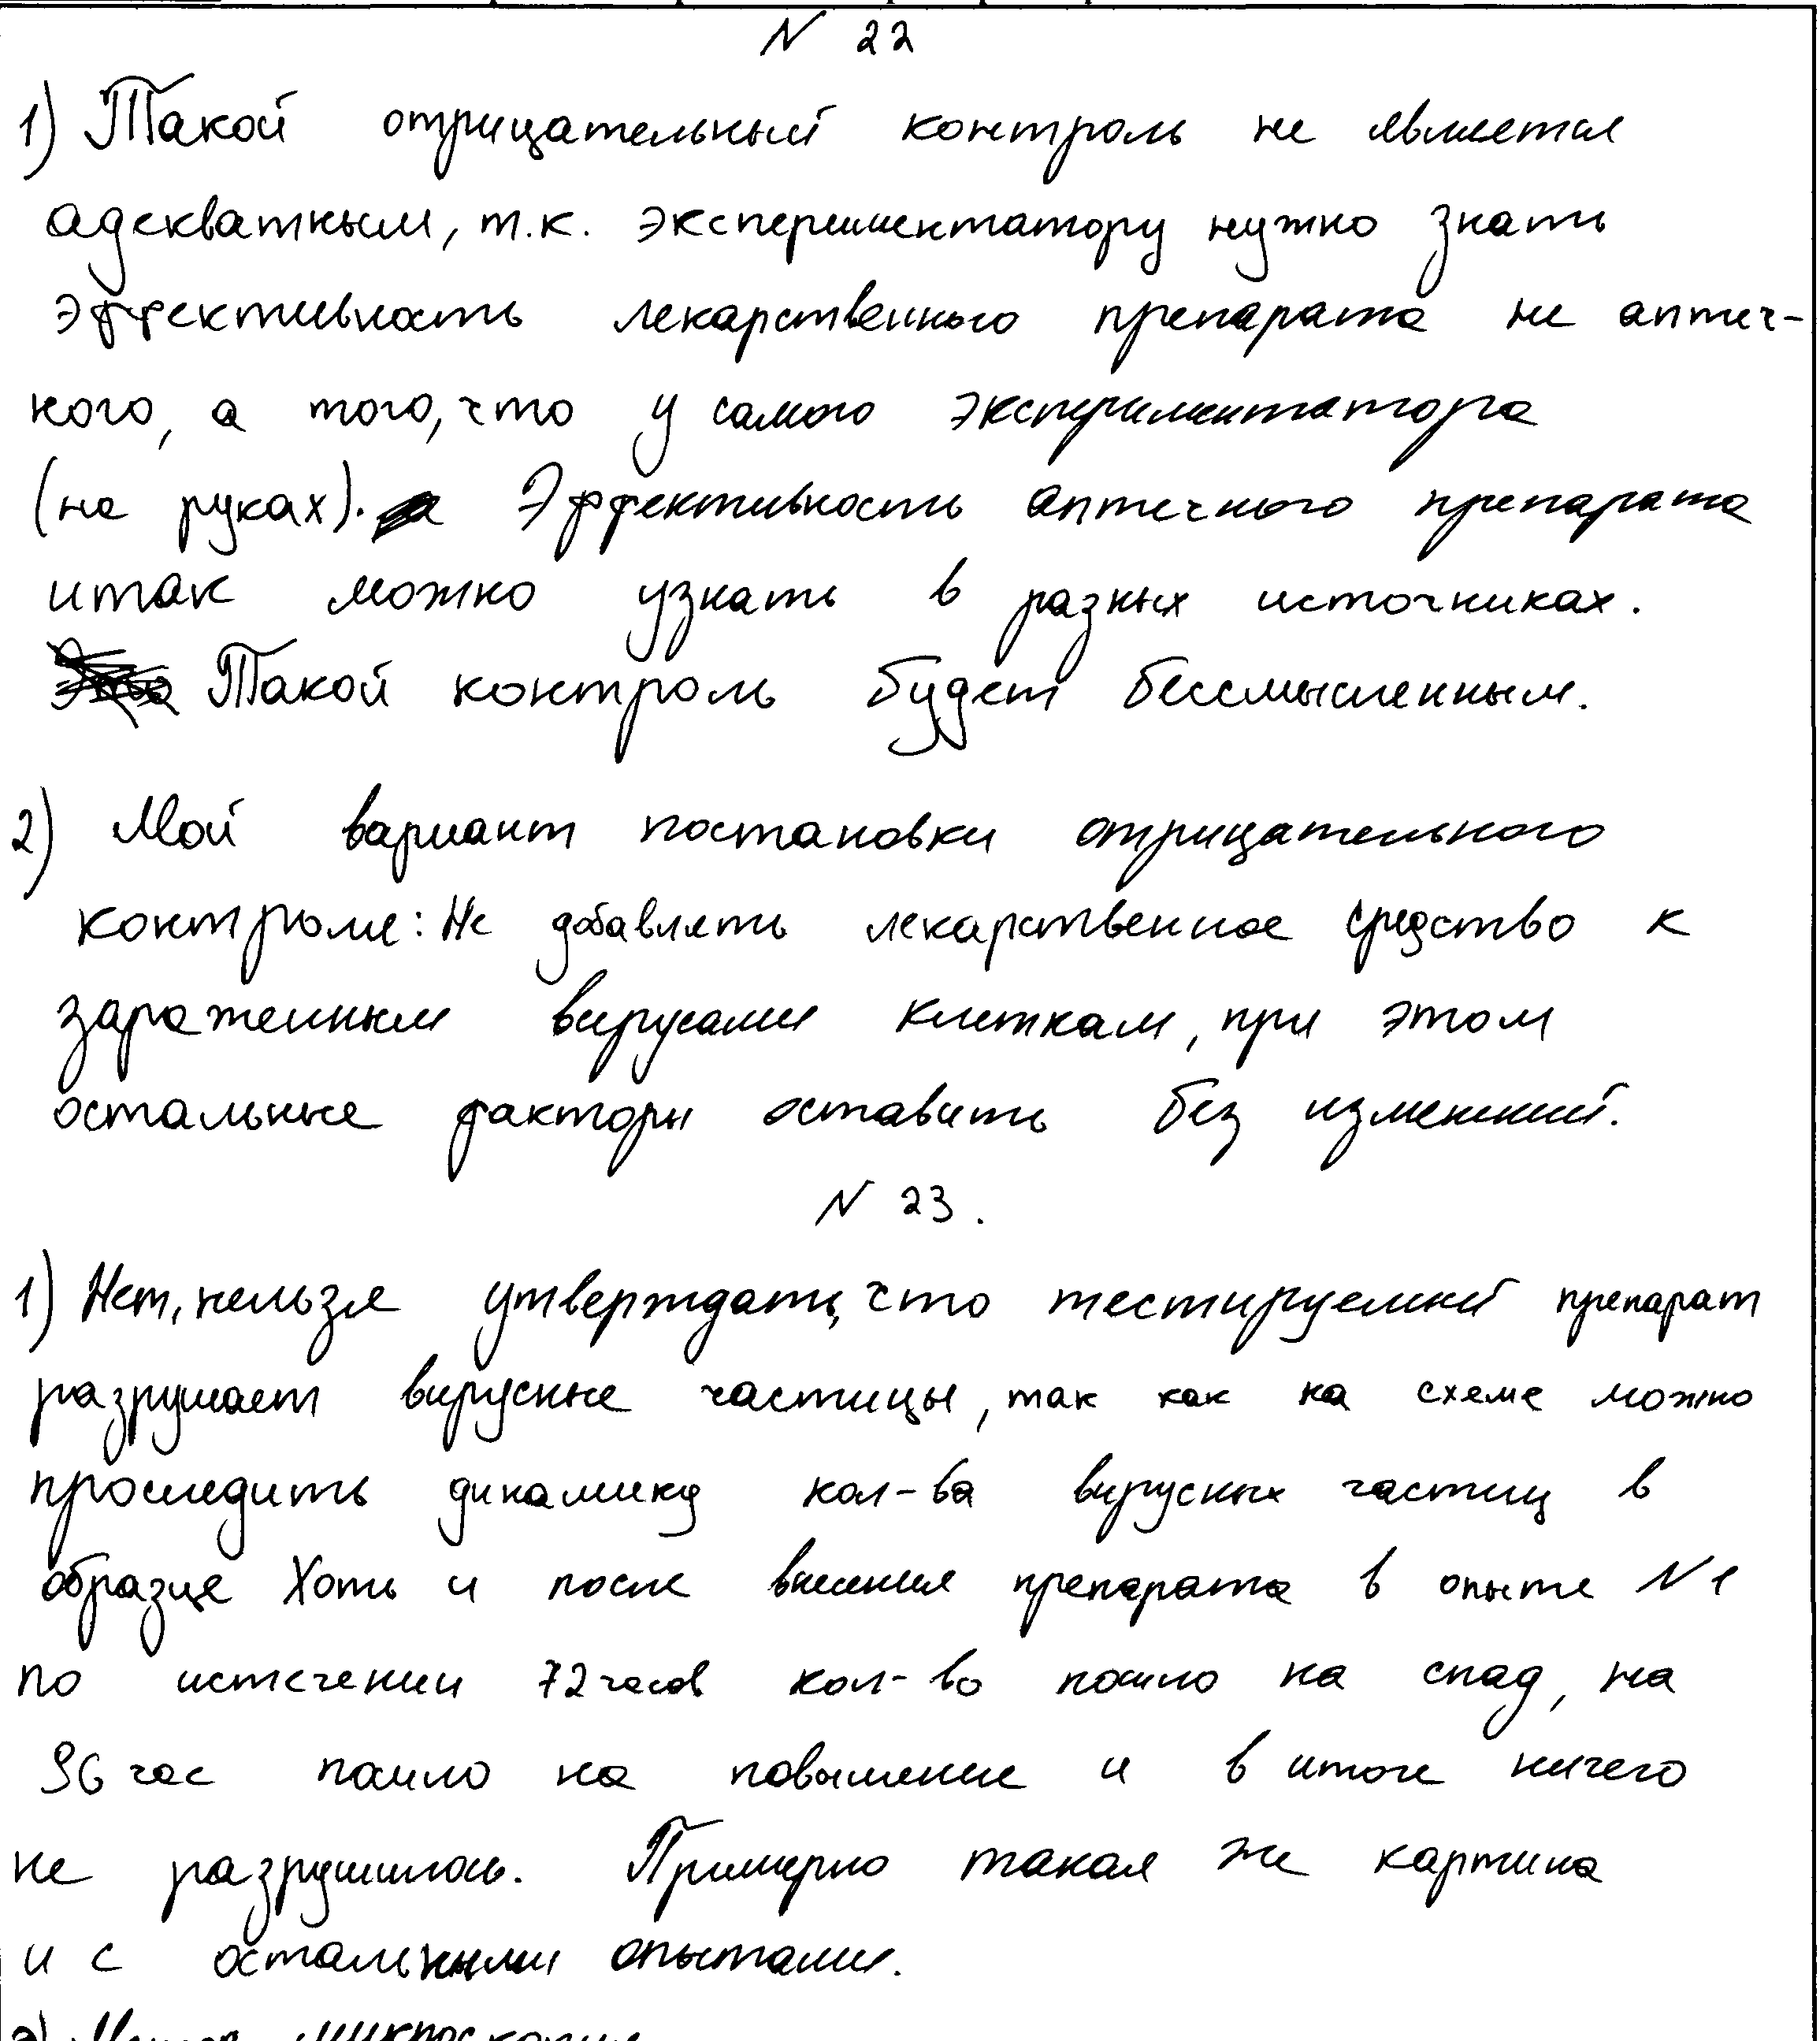 N 22
1) Такой отрицательный контроль не является
адекватным, т.к. экспериментатору нужно знать
эффективность лекарственного препарата не аптеч-
ного, а того, что у самого экспериментатора
(на руках). Эффективность аптечного препарата
итак можно узнать в разных источниках.
Такой контроль будет бессмысленным.
2) Мой вариант постановки отрицательного
контроля: Не добавлять лекарственное средство к
зараженным вирусами клеткам, при этом
остальные факторы оставить без изменений.
N 23.
1) Нет, нельзя утверждать, что тестируемый препарат
разрушает вирусные частицы, так как на схеме можно
проследить динамику кол-ва вирусных частиц в
образце Хоть и после внесения препарата в опыте N1
по истечении 72 часов кол-во пошло на спад, на
96 час пошло на повышение и в итоге ничего
не разрушилось. Примерно такая же картина
и с остальными опытами.